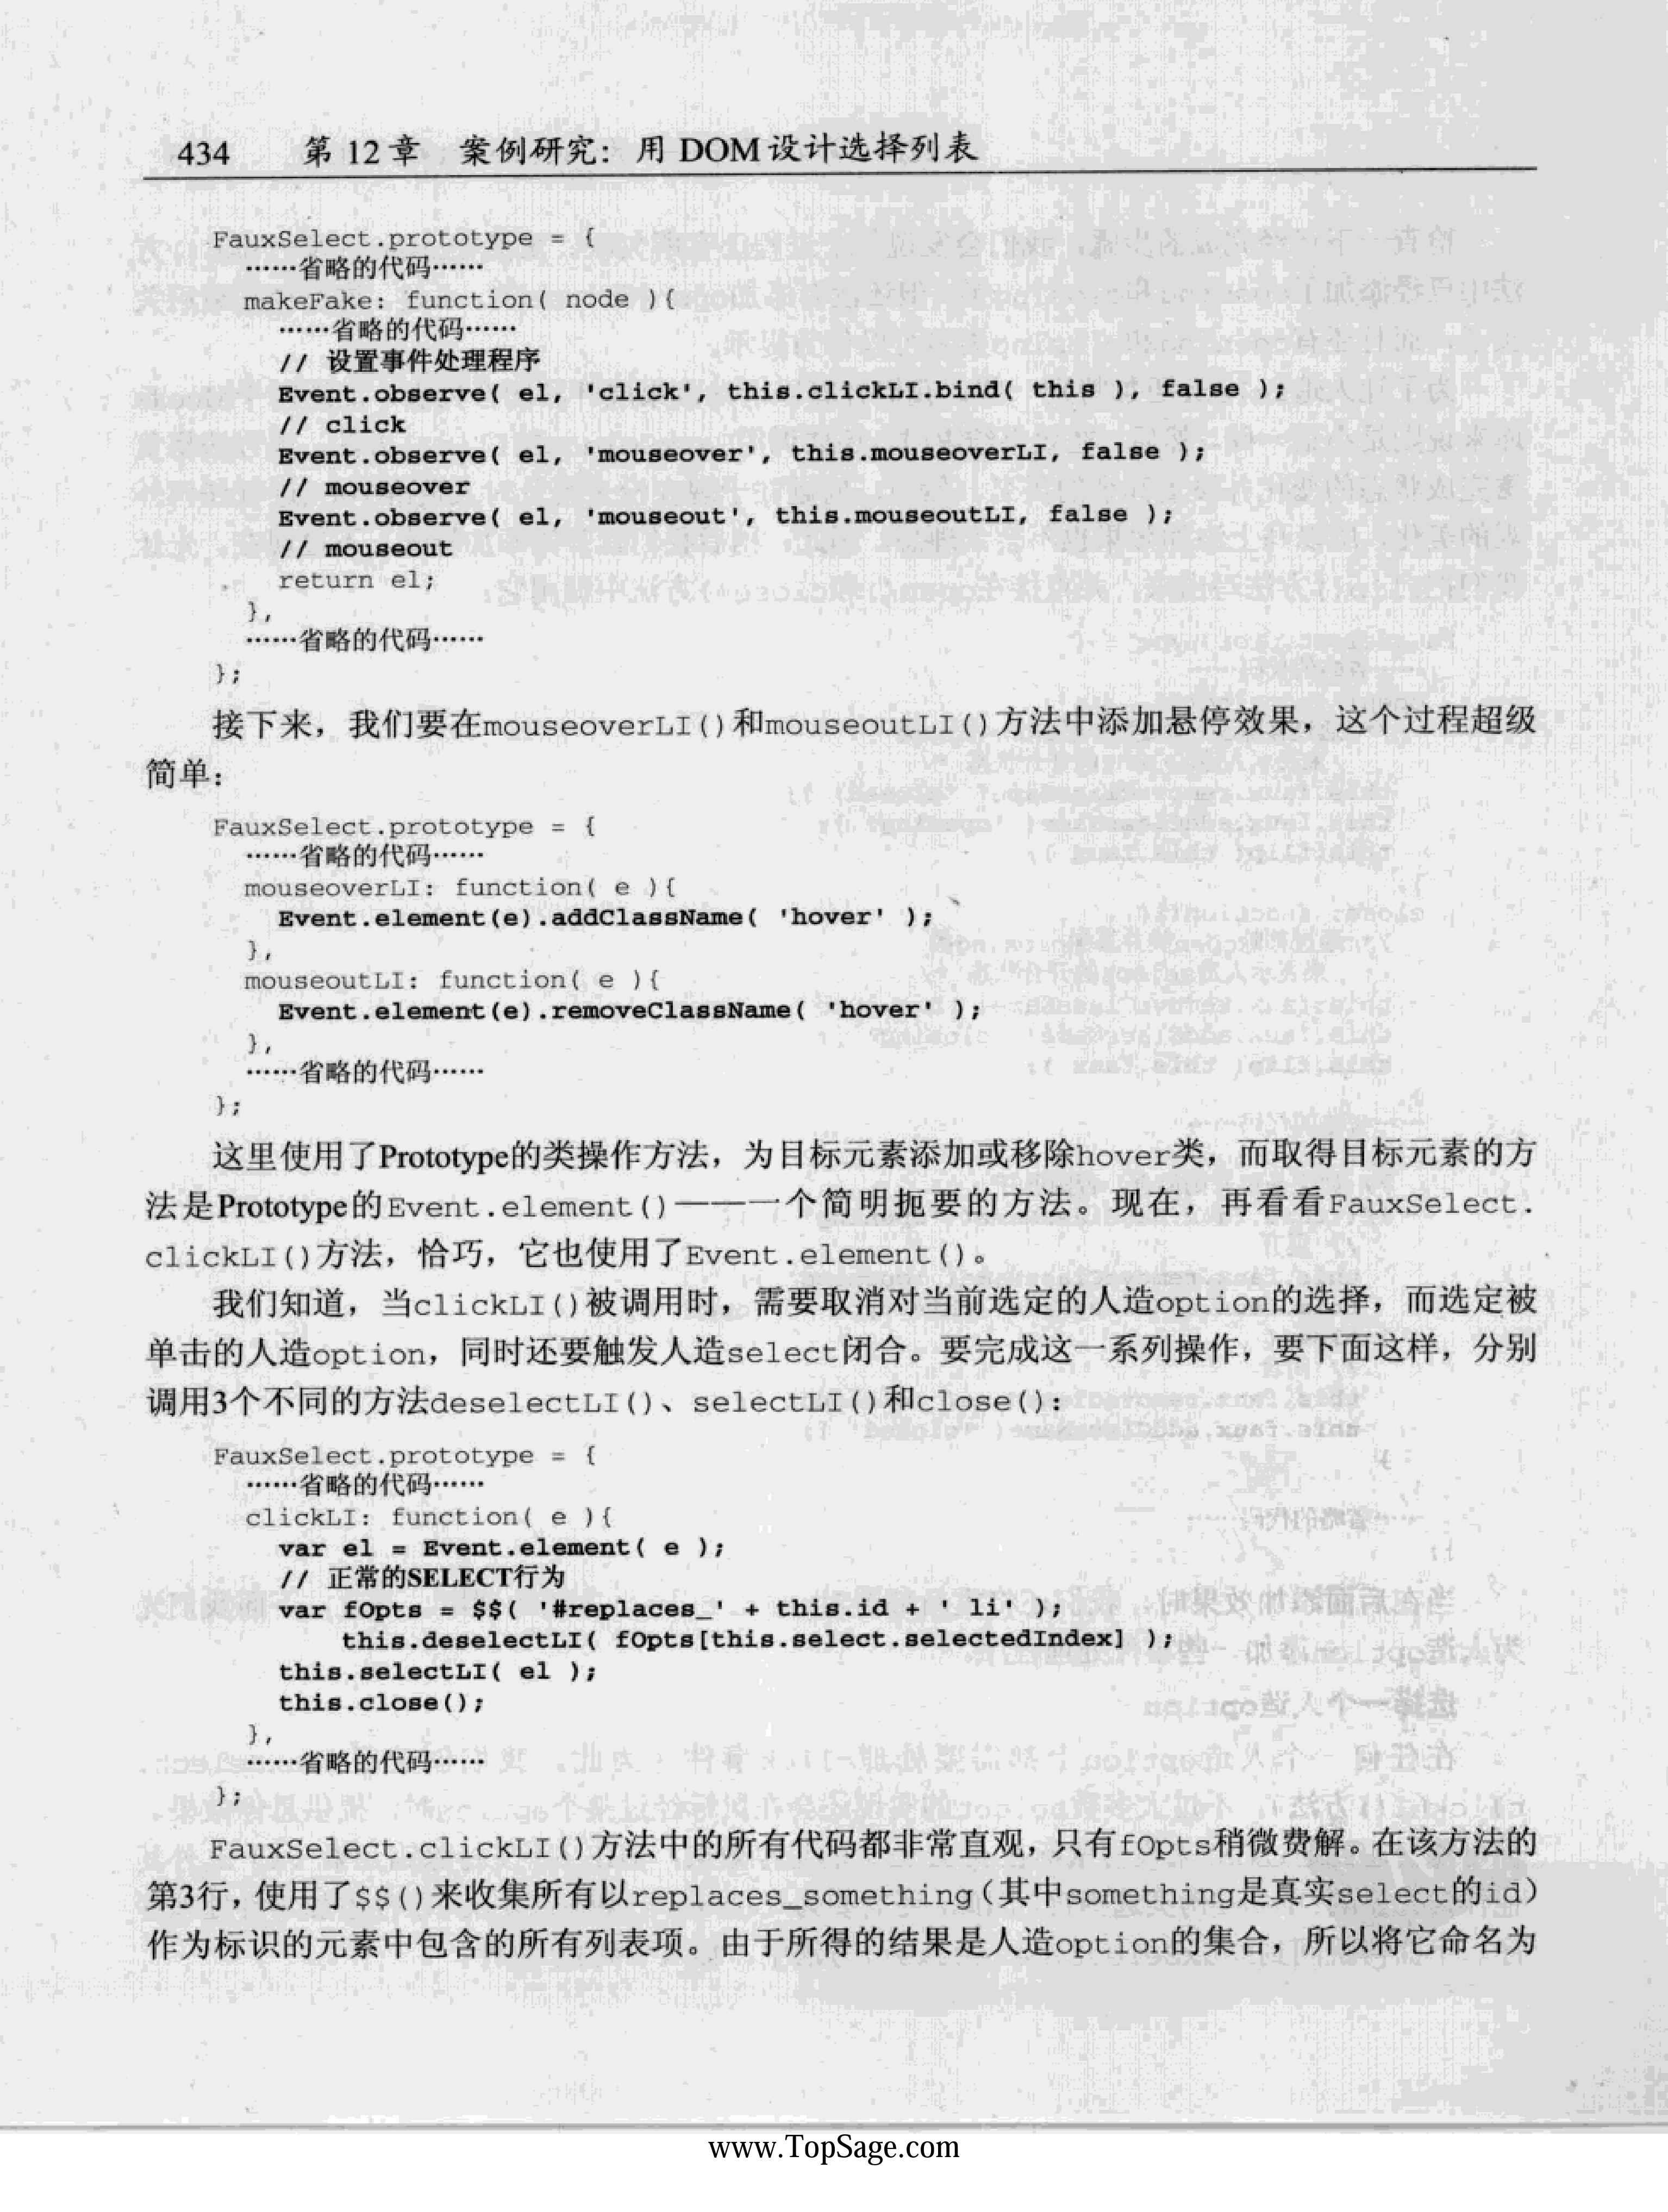 434 第 12 章 案例研究：用 DOM 设计选择列表
FauxSelect.prototype = {
……省略的代码……
makeFake: function( node ){
……省略的代码……
// 设置事件处理程序
Event.observe( el, 'click', this.clickLI.bind( this ), false );
// click
Event.observe( el, 'mouseover', this.mouseoverLI, false );
// mouseover
Event.observe( el, 'mouseout', this.mouseoutLI, false );
// mouseout
return el;
},
……省略的代码……
};
接下来，我们要在mouseoverLI()和mouseoutLI()方法中添加悬停效果，这个过程超级
简单：
FauxSelect.prototype = {
……省略的代码……
mouseoverLI: function( e ){
Event.element(e).addClassName( 'hover' );
},
mouseoutLI: function( e ){
Event.element(e).removeClassName( 'hover' );
},
……省略的代码……
};
这里使用了Prototype的类操作方法，为目标元素添加或移除hover类，而取得目标元素的方
法是Prototype的Event.element()——一个简明扼要的方法。现在，再看看FauxSelect.
clickLI()方法，恰巧，它也使用了Event.element()。
我们知道，当clickLI()被调用时，需要取消对当前选定的人造option的选择，而选定被
单击的人造option，同时还要触发人造select闭合。要完成这一系列操作，要下面这样，分别
调用3个不同的方法deselectLI()、selectLI()和close()：
FauxSelect.prototype = {
……省略的代码……
clickLI: function( e ){
var el = Event.element( e );
// 正常的SELECT行为
var fOpts = $$( '#replaces_' + this.id + ' li' );
this.deselectLI( fOpts[this.select.selectedIndex] );
this.selectLI( el );
this.close();
},
……省略的代码……
};
FauxSelect.clickLI()方法中的所有代码都非常直观，只有fOpts稍微费解。在该方法的
第3行，使用了$$()来收集所有以replaces_something（其中something是真实select的id）
作为标识的元素中包含的所有列表项。由于所得的结果是人造option的集合，所以将它命名为
www.TopSage.com